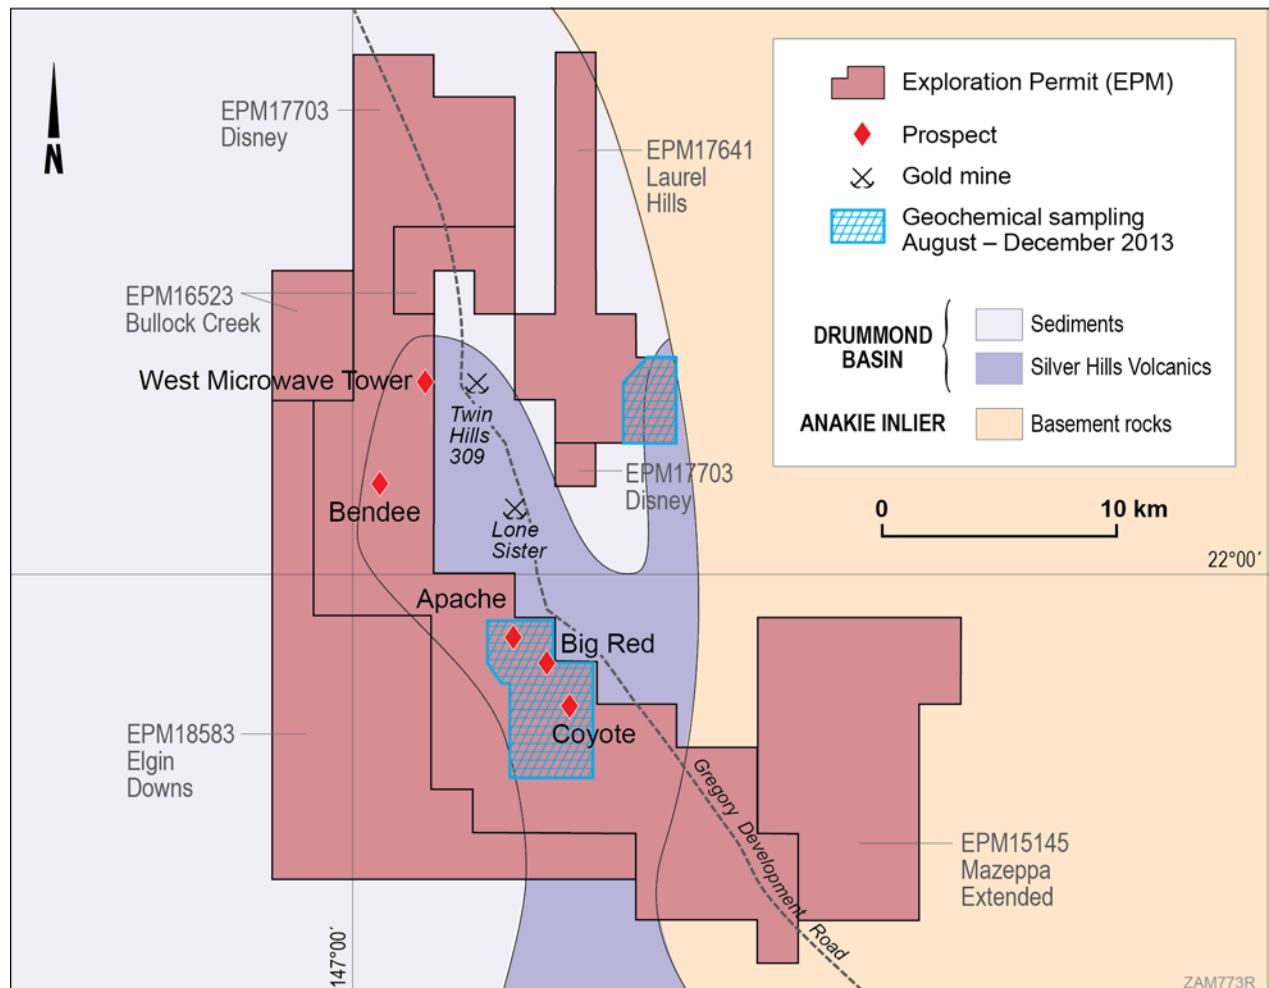 EPM17703
Disney
EPM17641
Laurel
Hills
N
EPM16523
Bullock Creek
West Microwave Tower
Twin
Hills
309
EPM17703
Disney
Bendee
Lone
Sister
Apache
Big Red
Coyote
EPM18583
Elgin
Downs
Gregory Development Road
EPM15145
Mazeppa
Extended
147°00´
22°00´
Exploration Permit (EPM)
Prospect
Gold mine
Geochemical sampling
August – December 2013
DRUMMOND
BASIN
Sediments
Silver Hills Volcanics
ANAKIE INLIER
Basement rocks
0
10 km
ZAM773R